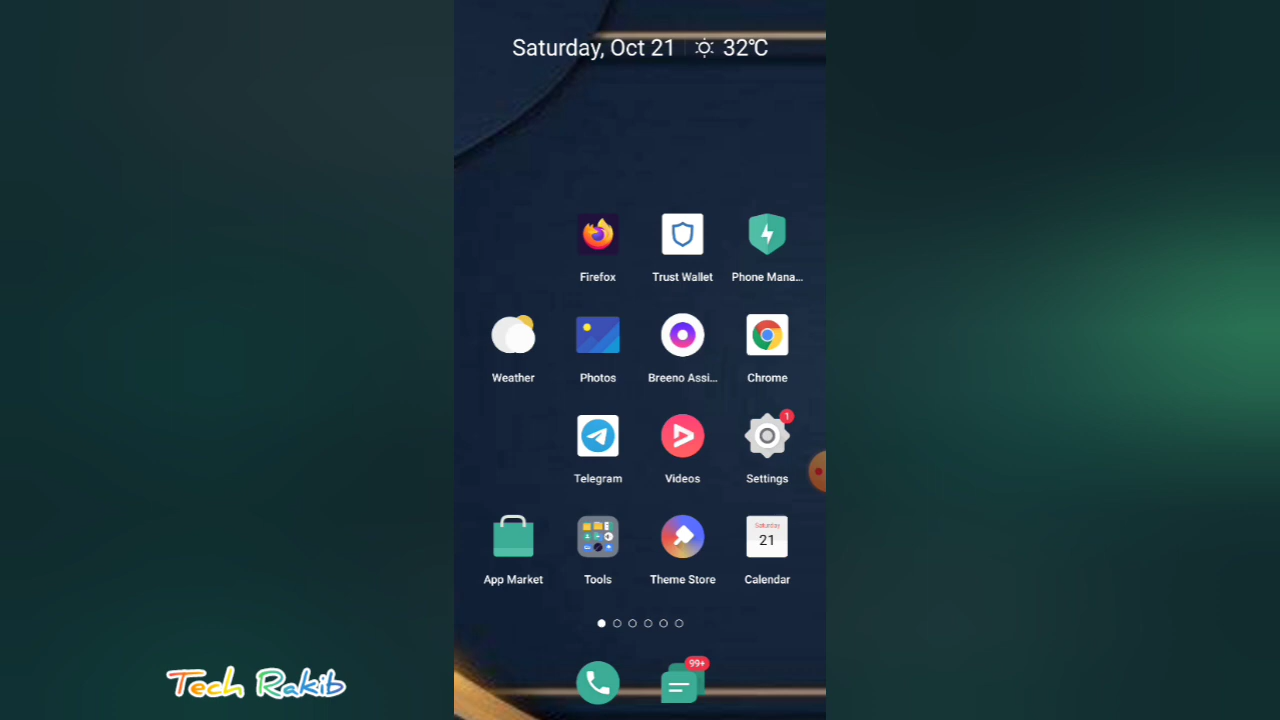 Saturday, Oct 21 32°C
Firefox Trust Wallet Phone Mana...
Weather Photos Breeno Assi... Chrome
1
Telegram Videos Settings
Saturday
21
App Market Tools Theme Store Calendar
99+
Tech Rakib